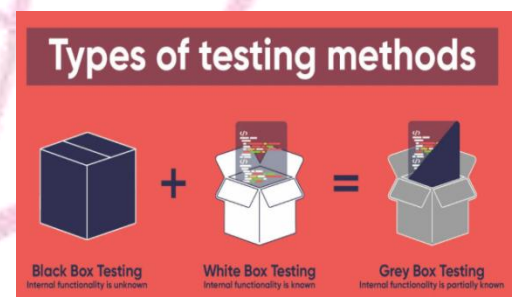 Types of testing methods
+
=
Black Box Testing
Internal functionality is unknown
White Box Testing
Internal functionality is known
Grey Box Testing
Internal functionality is partially known